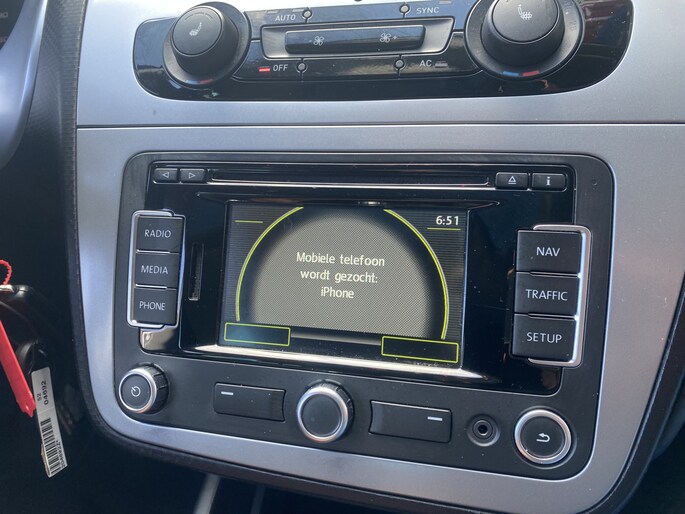 AUTO
SYNC
OFF
AC
6:51
RADIO
MEDIA
PHONE
Mobiele telefoon
wordt gezocht:
iPhone
NAV
TRAFFIC
SETUP
i